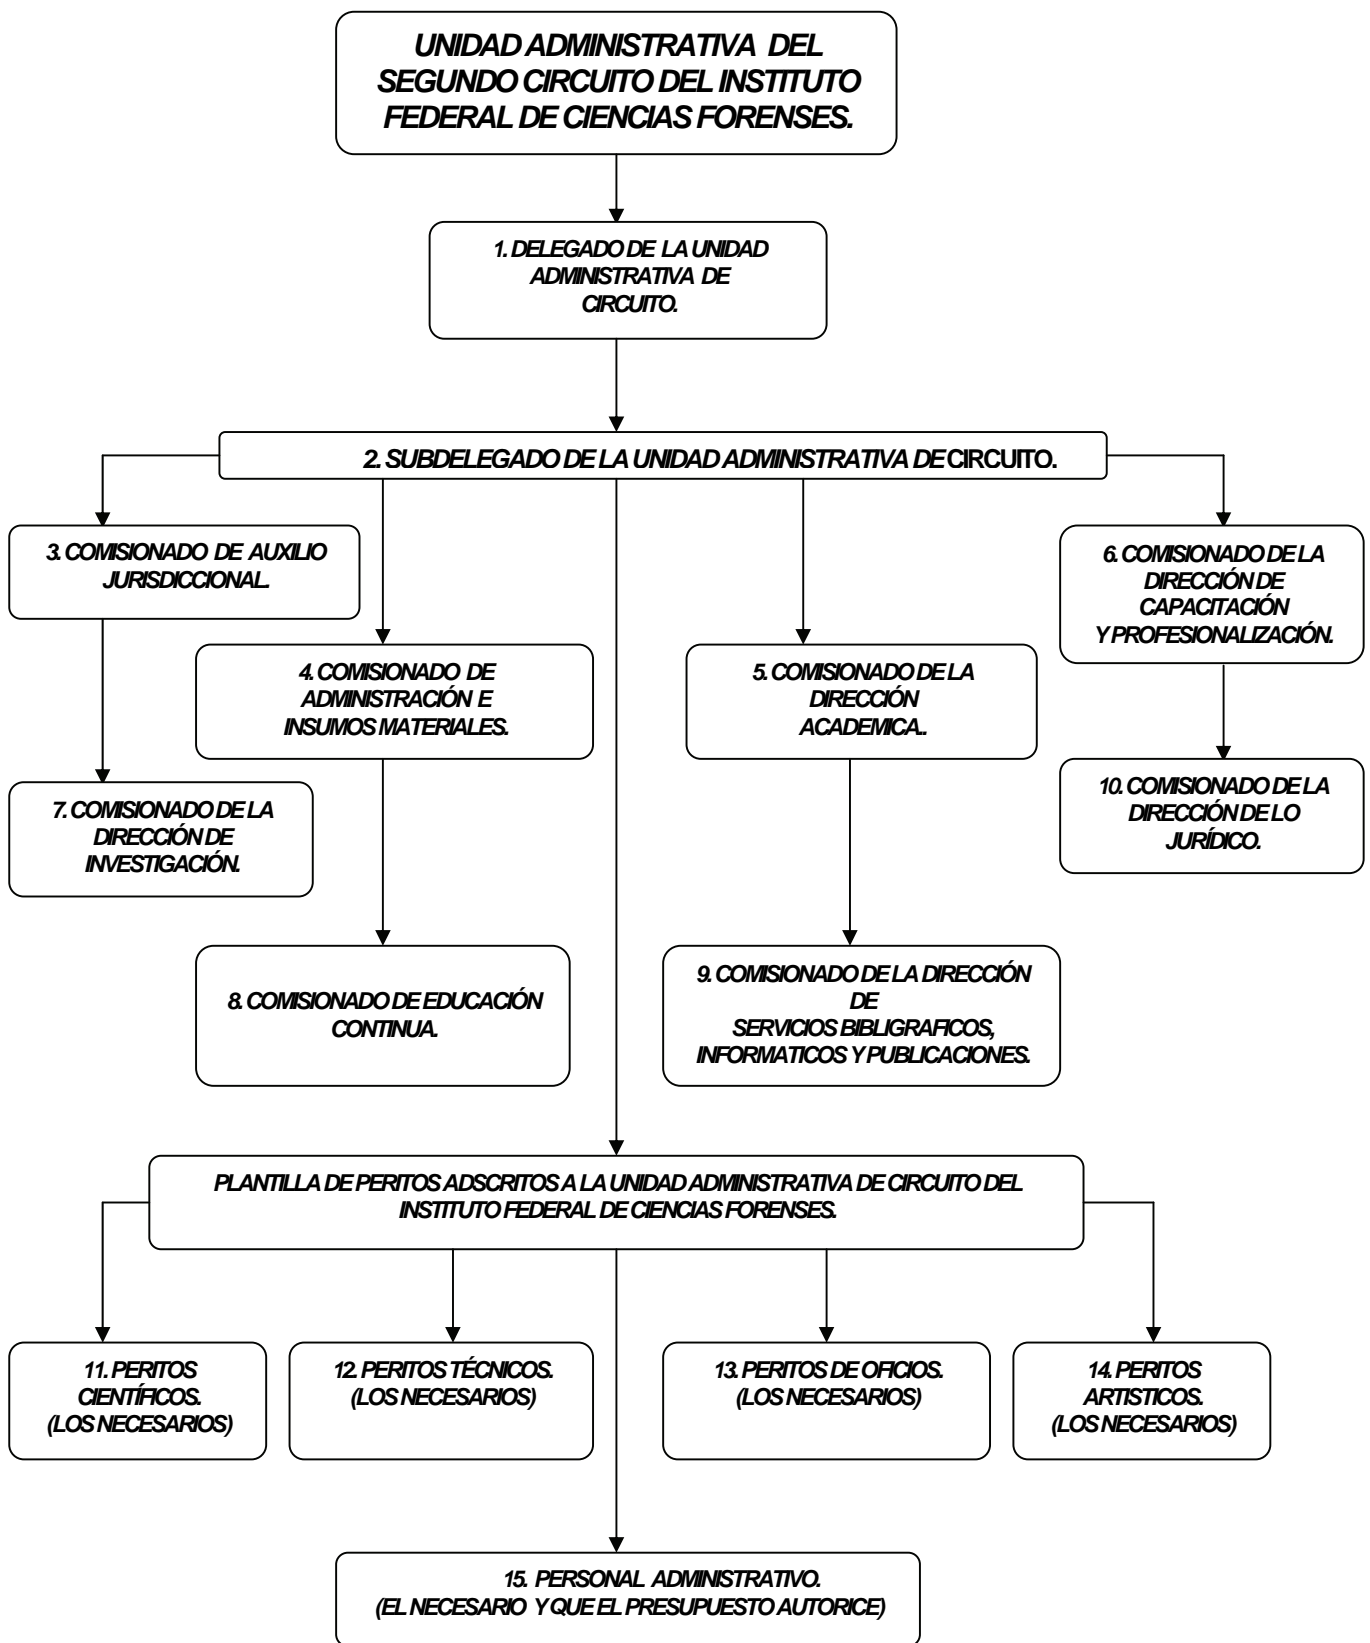 UNIDAD ADMINISTRATIVA DEL
SEGUNDO CIRCUITO DEL INSTITUTO
FEDERAL DE CIENCIAS FORENSES.
1. DELEGADO DE LA UNIDAD
ADMINISTRATIVA DE
CIRCUITO.
2. SUBDELEGADO DE LA UNIDAD ADMINISTRATIVA DE CIRCUITO.
3. COMISIONADO DE AUXILIO
JURISDICCIONAL.
4. COMISIONADO DE
ADMINISTRACIÓN E
INSUMOS MATERIALES.
5. COMISIONADO DE LA
DIRECCIÓN
ACADEMICA..
6. COMISIONADO DE LA
DIRECCIÓN DE
CAPACITACIÓN
Y PROFESIONALIZACIÓN.
7. COMISIONADO DE LA
DIRECCIÓN DE
INVESTIGACIÓN.
8. COMISIONADO DE EDUCACIÓN
CONTINUA.
9. COMISIONADO DE LA DIRECCIÓN
DE
SERVICIOS BIBLIGRAFICOS,
INFORMATICOS Y PUBLICACIONES.
10. COMISIONADO DE LA
DIRECCIÓN DE LO
JURÍDICO.
PLANTILLA DE PERITOS ADSCRITOS A LA UNIDAD ADMINISTRATIVA DE CIRCUITO DEL
INSTITUTO FEDERAL DE CIENCIAS FORENSES.
11. PERITOS
CIENTÍFICOS.
(LOS NECESARIOS)
12. PERITOS TÉCNICOS.
(LOS NECESARIOS)
13. PERITOS DE OFICIOS.
(LOS NECESARIOS)
14. PERITOS
ARTISTICOS.
(LOS NECESARIOS)
15. PERSONAL ADMINISTRATIVO.
(EL NECESARIO Y QUE EL PRESUPUESTO AUTORICE)